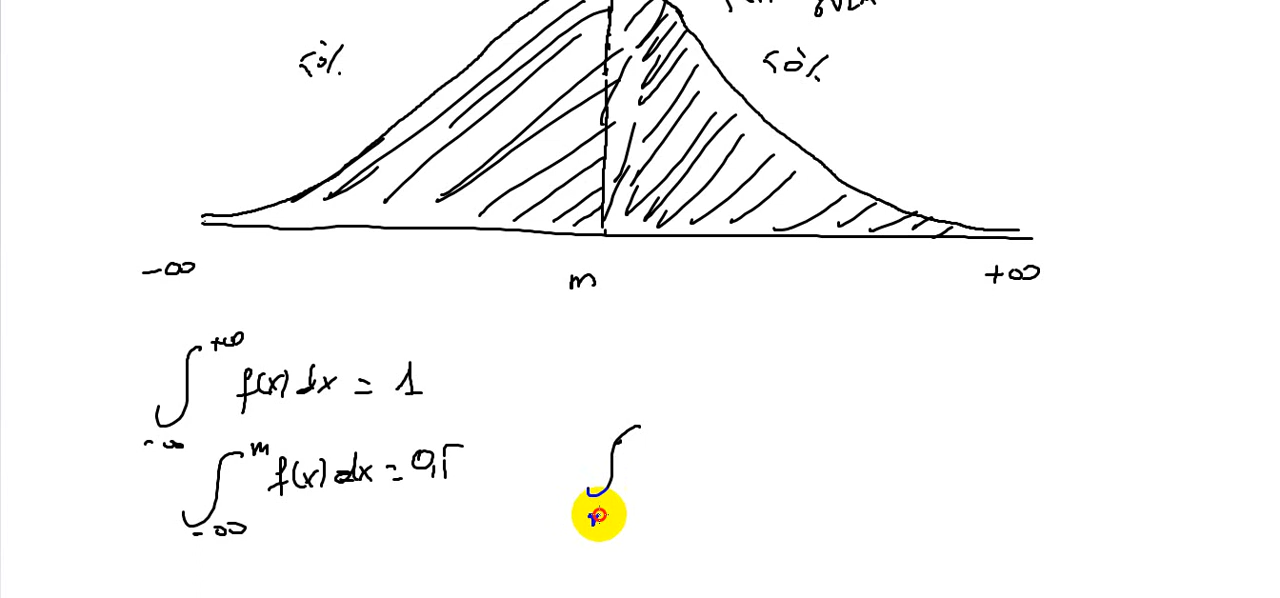 50%
50%
-∞ m +∞
∫_{-∞}^{+∞} f(x) dx = 1
∫_{-∞}^{m} f(x) dx = 0,5
∫